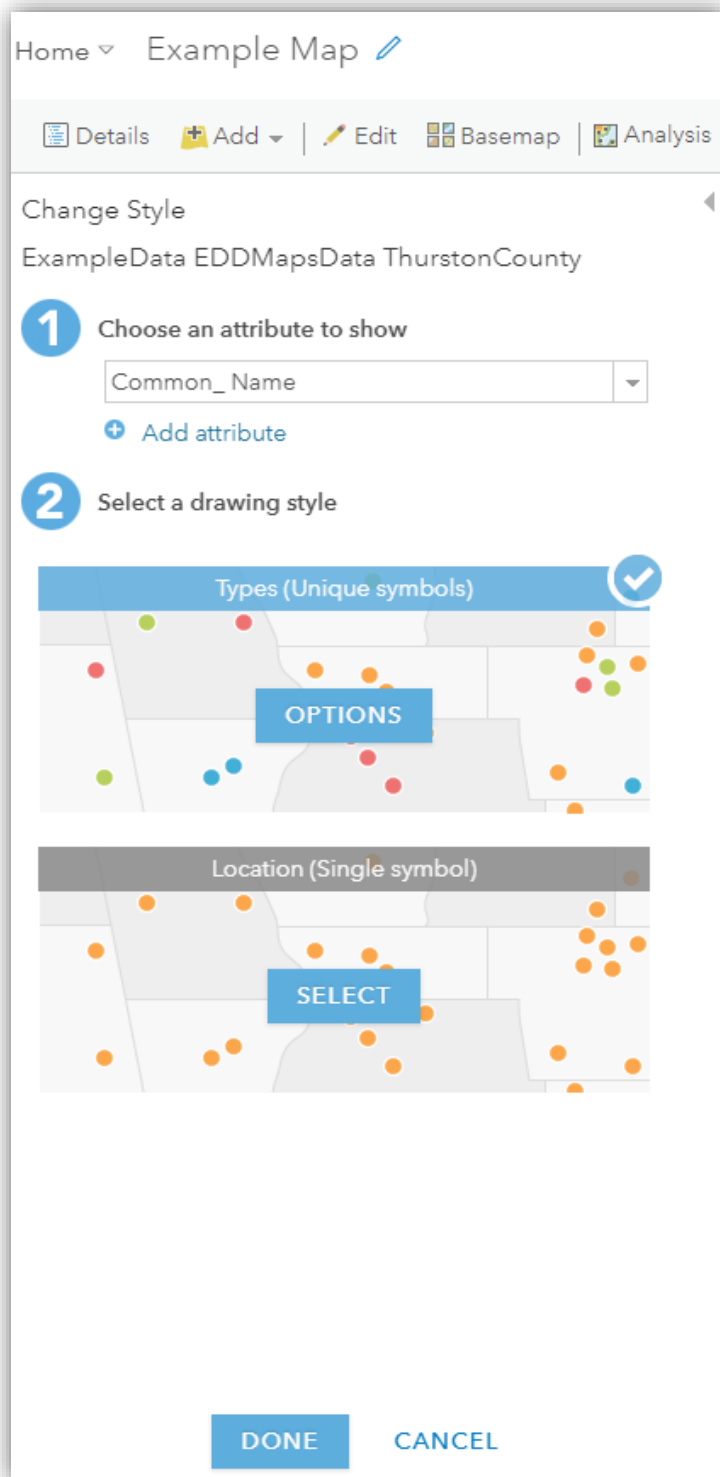 Home Example Map
Details Add Edit Basemap Analysis
Change Style
ExampleData EDDMapsData ThurstonCounty
1 Choose an attribute to show
Common_ Name
Add attribute
2 Select a drawing style
Types (Unique symbols)
OPTIONS
Location (Single symbol)
SELECT
DONE CANCEL